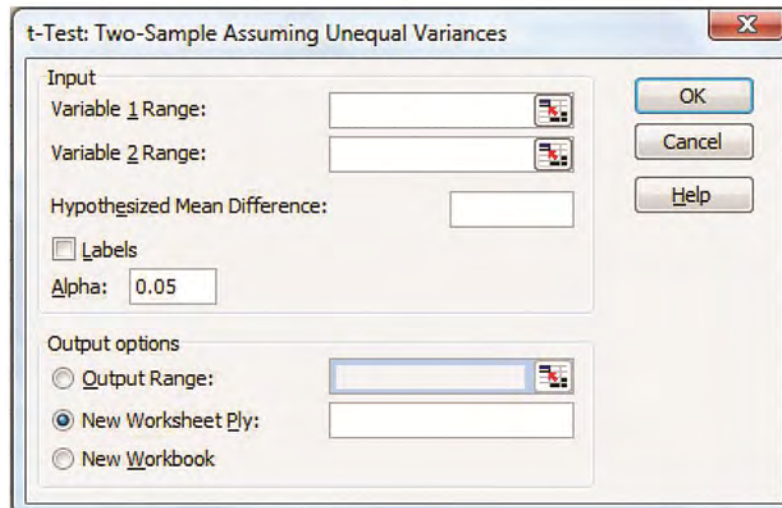 t-Test: Two-Sample Assuming Unequal Variances
Input
Variable 1 Range:
Variable 2 Range:
Hypothesized Mean Difference:
Labels
Alpha: 0.05
OK
Cancel
Help
Output options
Output Range:
New Worksheet Ply:
New Workbook